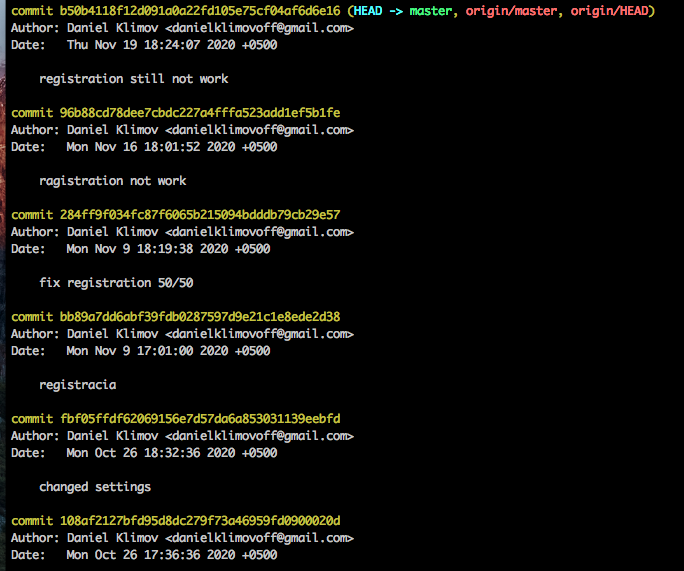 commit b50b4118f12d091a0a22fd105e75cf04af6d6e16 (HEAD -> master, origin/master, origin/HEAD)
Author: Daniel Klimov <danielklimovoff@gmail.com>
Date:   Thu Nov 19 18:24:07 2020 +0500
registration still not work
commit 96b88cd78dee7cbdc227a4fffa523add1ef5b1fe
Author: Daniel Klimov <danielklimovoff@gmail.com>
Date:   Mon Nov 16 18:01:52 2020 +0500
ragistration not work
commit 284ff9f034fc87f6065b215094bdddb79cb29e57
Author: Daniel Klimov <danielklimovoff@gmail.com>
Date:   Mon Nov 9 18:19:38 2020 +0500
fix registration 50/50
commit bb89a7dd6abf39fdb0287597d9e21c1e8ede2d38
Author: Daniel Klimov <danielklimovoff@gmail.com>
Date:   Mon Nov 9 17:01:00 2020 +0500
registracia
commit fbf05ffdf62069156e7d57da6a853031139eebfd
Author: Daniel Klimov <danielklimovoff@gmail.com>
Date:   Mon Oct 26 18:32:36 2020 +0500
changed settings
commit 108af2127bfd95d8dc279f73a46959fd0900020d
Author: Daniel Klimov <danielklimovoff@gmail.com>
Date:   Mon Oct 26 17:36:36 2020 +0500